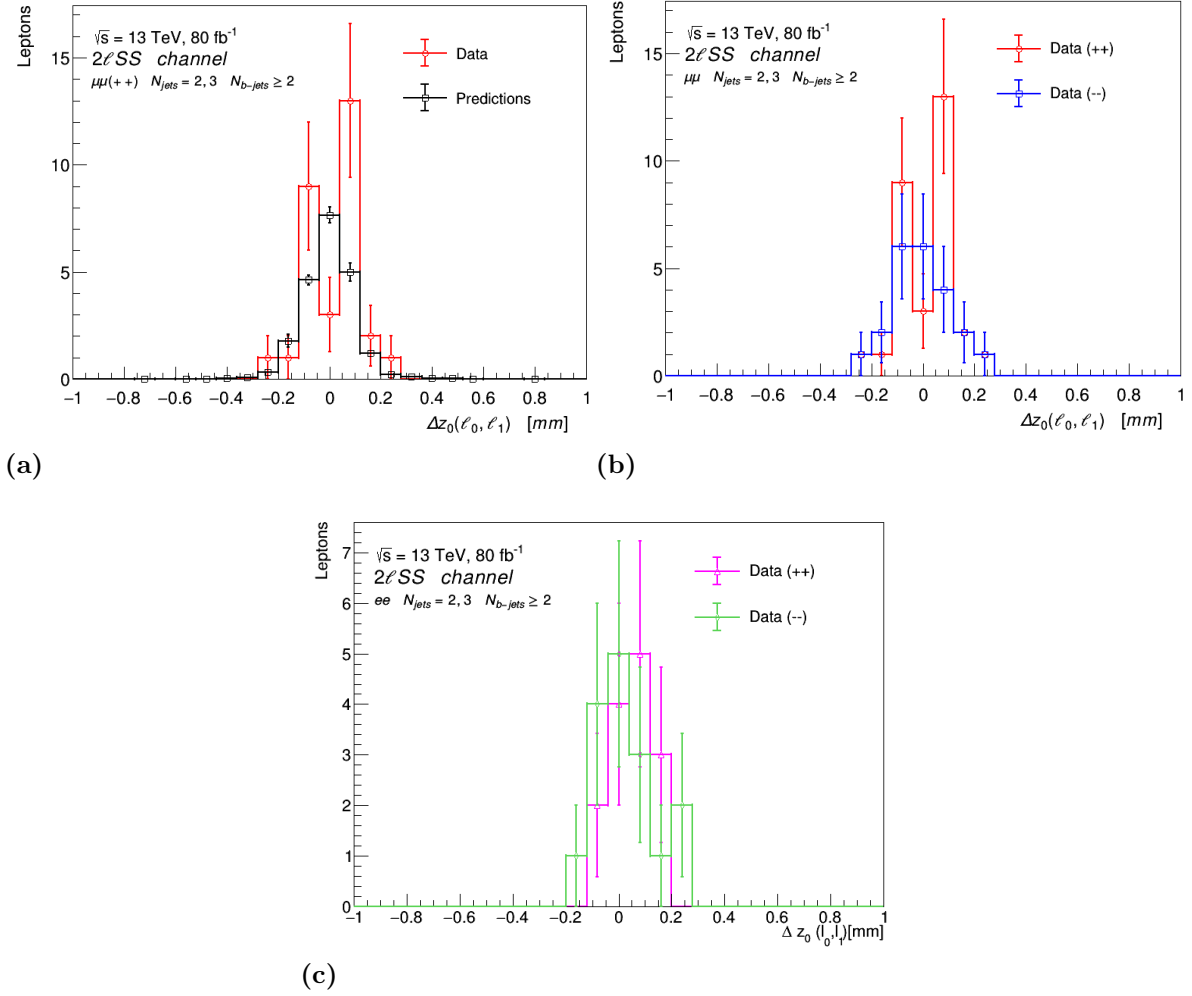 Leptons
√s = 13 TeV, 80 fb⁻¹
2ℓSS channel
μμ(++) N_jets = 2, 3 N_b−jets ≥ 2
Data
Predictions
15
10
5
0
−1 −0.8 −0.6 −0.4 −0.2 0 0.2 0.4 0.6 0.8 1
Δz₀(ℓ₀, ℓ₁) [mm]
(a)
Leptons
√s = 13 TeV, 80 fb⁻¹
2ℓSS channel
μμ N_jets = 2, 3 N_b−jets ≥ 2
Data (++)
Data (--)
15
10
5
0
−1 −0.8 −0.6 −0.4 −0.2 0 0.2 0.4 0.6 0.8 1
Δz₀(ℓ₀, ℓ₁) [mm]
(b)
Leptons
√s = 13 TeV, 80 fb⁻¹
2ℓSS channel
ee N_jets = 2, 3 N_b−jets ≥ 2
Data (++)
Data (--)
7
6
5
4
3
2
1
0
−1 −0.8 −0.6 −0.4 −0.2 0 0.2 0.4 0.6 0.8 1
Δ z₀ (l₀,l₁)[mm]
(c)